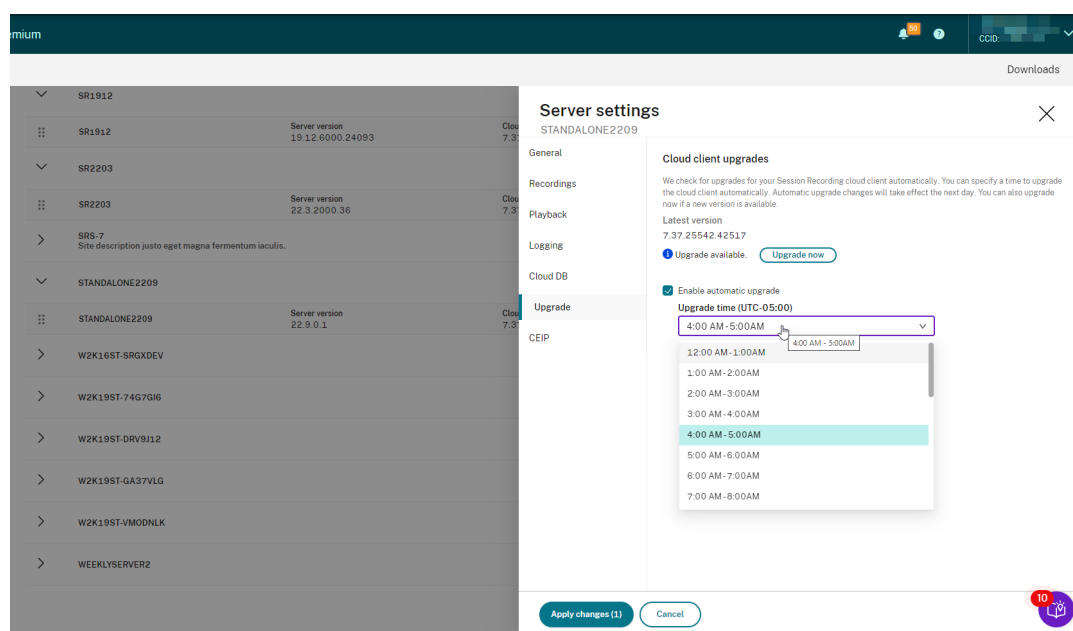 emium
50
?
CCID:
Downloads
SR1912
SR1912
Server version
19.12.6000.24093
Clou
7.37
SR2203
SR2203
Server version
22.3.2000.36
Clou
7.3
SRS-7
Site description justo eget magna fermentum iaculis.
STANDALONE2209
STANDALONE2209
Server version
22.9.0.1
Clou
7.3
W2K16ST-SRGXDEV
W2K19ST-74G7GI6
W2K19ST-DRV9J12
W2K19ST-GA37VLG
W2K19ST-VMODNLK
WEEKLYSERVER2
Server settings
STANDALONE2209
General
Recordings
Playback
Logging
Cloud DB
Upgrade
CEIP
Cloud client upgrades
We check for upgrades for your Session Recording cloud client automatically. You can specify a time to upgrade
the cloud client automatically. Automatic upgrade changes will take effect the next day. You can also upgrade
now if a new version is available.
Latest version
7.37.25542.42517
Upgrade available. Upgrade now
Enable automatic upgrade
Upgrade time (UTC-05:00)
4:00 AM - 5:00AM
4:00 AM - 5:00AM
12:00 AM - 1:00AM
1:00 AM - 2:00AM
2:00 AM - 3:00AM
3:00 AM - 4:00AM
4:00 AM - 5:00AM
5:00 AM - 6:00AM
6:00 AM - 7:00AM
7:00 AM - 8:00AM
Apply changes (1) Cancel
10